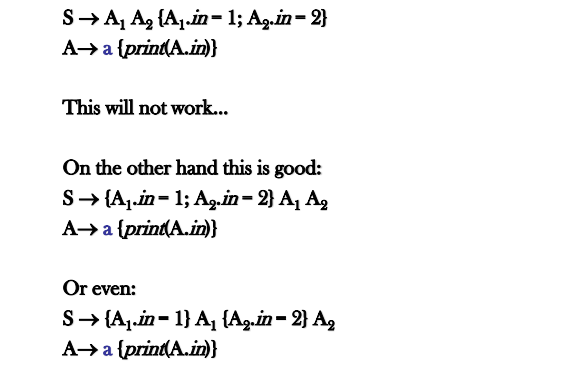 S → A₁ A₂ {A₁.in = 1; A₂.in = 2}
A → a {print(A.in)}
This will not work...
On the other hand this is good:
S → {A₁.in = 1; A₂.in = 2} A₁ A₂
A → a {print(A.in)}
Or even:
S → {A₁.in = 1} A₁ {A₂.in = 2} A₂
A → a {print(A.in)}